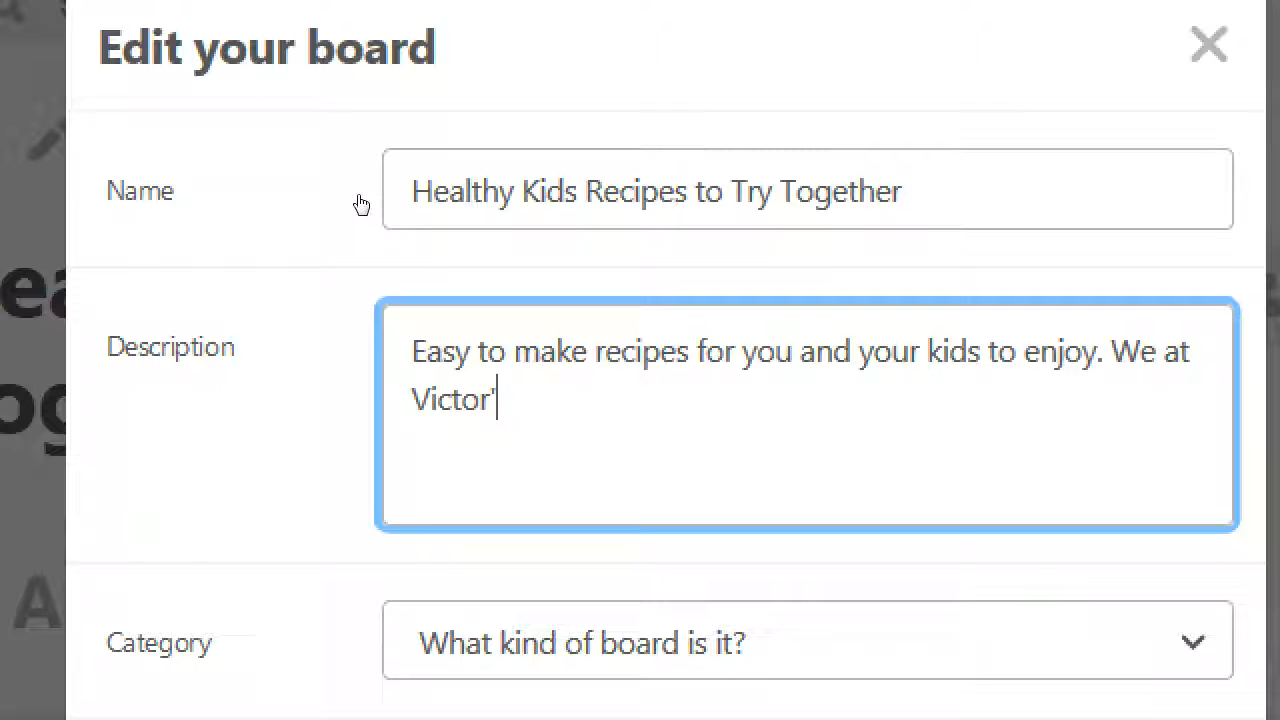 Edit your board
Name
Healthy Kids Recipes to Try Together
Description
Easy to make recipes for you and your kids to enjoy. We at
Victor'
Category
What kind of board is it?